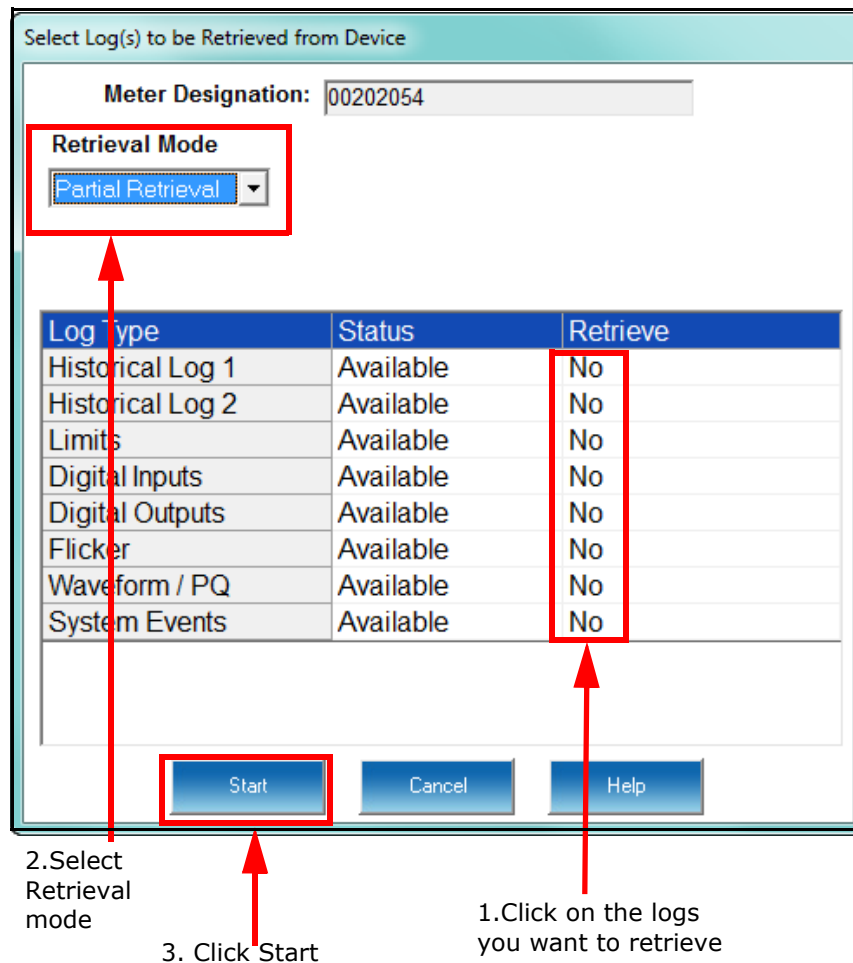 Select Log(s) to be Retrieved from Device
Meter Designation: 00202054
Retrieval Mode
Partial Retrieval
Log Type Status Retrieve
Historical Log 1 Available No
Historical Log 2 Available No
Limits Available No
Digital Inputs Available No
Digital Outputs Available No
Flicker Available No
Waveform / PQ Available No
System Events Available No
Start Cancel Help
2.Select
Retrieval
mode
3. Click Start
1.Click on the logs
you want to retrieve